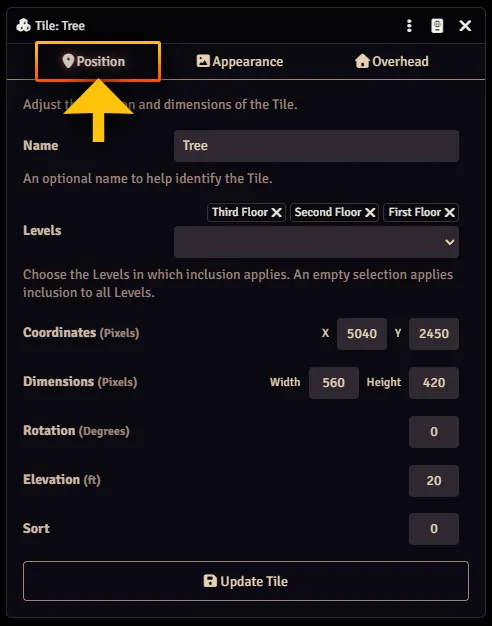 Tile: Tree
Position
Appearance
Overhead
Adjust the and dimensions of the Tile.
Name
Tree
An optional name to help identify the Tile.
Third Floor
Second Floor
First Floor
Levels
Choose the Levels in which inclusion applies. An empty selection applies
inclusion to all Levels.
Coordinates (Pixels) X 5040 Y 2450
Dimensions (Pixels) Width 560 Height 420
Rotation (Degrees) 0
Elevation (ft) 20
Sort 0
Update Tile